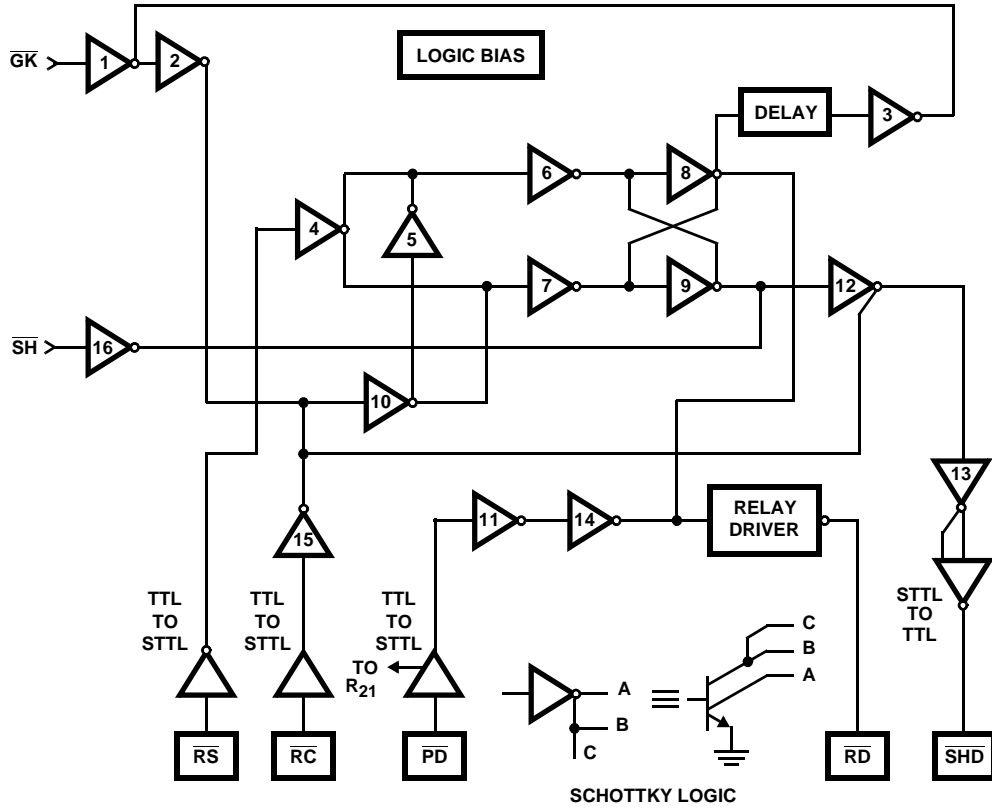 GK
1
2
LOGIC BIAS
DELAY
3
6
8
4
5
7
9
12
SH
16
10
13
11
14
RELAY
DRIVER
15
TTL
TO
STTL
TTL
TO
STTL
TTL
TO
STTL
TO
R21
STTL
TO
TTL
C
B
A
A
B
C
RS
RC
PD
RD
SHD
SCHOTTKY LOGIC